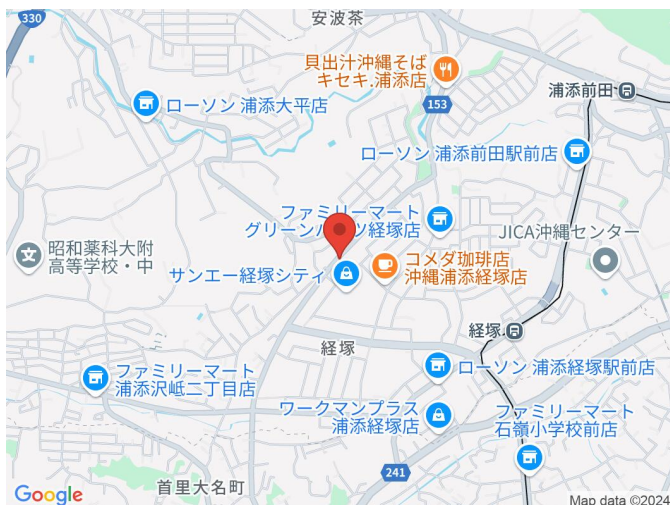 330
安波茶
貝出汁沖縄そば
キセキ.浦添店
浦添前田
ローソン 浦添大平店
153
ローソン 浦添前田駅前店
ファミリーマート
経塚店
JICA沖縄センター
昭和薬科大附
高等学校・中
サンエー経塚シティ
コメダ珈琲店
沖縄浦添経塚店
経塚
経塚
ローソン 浦添経塚駅前店
ファミリーマート
浦添沢岻二丁目店
ワークマンプラス
浦添経塚店
ファミリーマート
石嶺小学校前店
241
首里大名町
Google
Map data ©2024